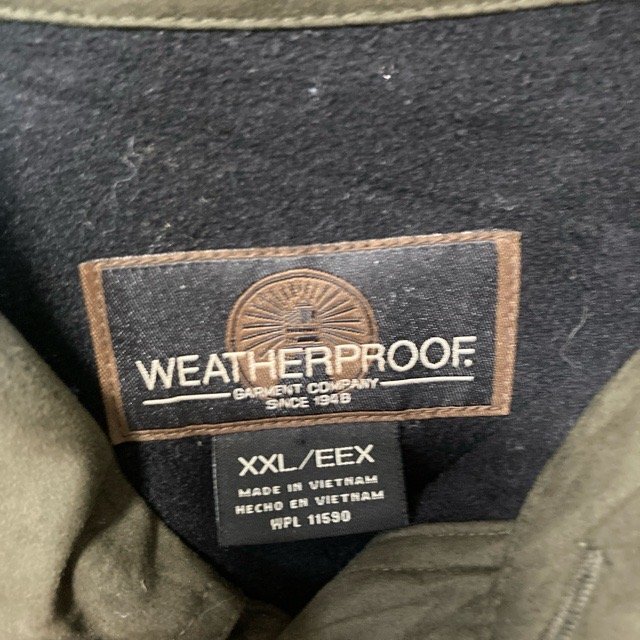 WEATHERPROOF.
GARMENT COMPANY
SINCE 1948
XXL/EEX
MADE IN VIETNAM
HECHO EN VIETNAM
WPL 11590